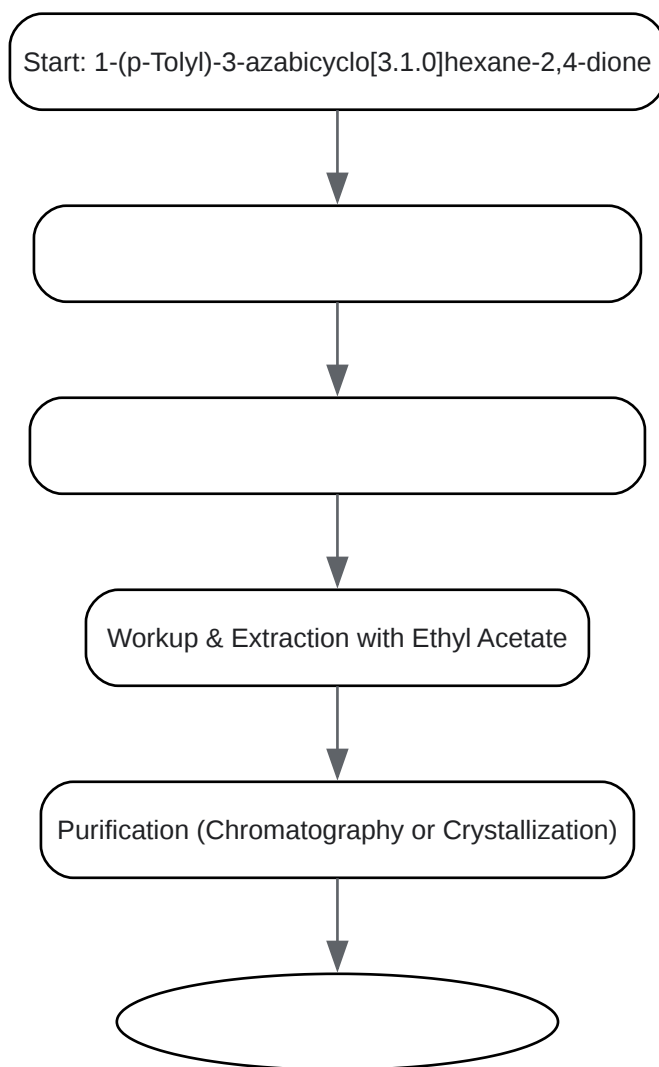 Start: 1-(p-Tolyl)-3-azabicyclo[3.1.0]hexane-2,4-dione
Workup & Extraction with Ethyl Acetate
Purification (Chromatography or Crystallization)